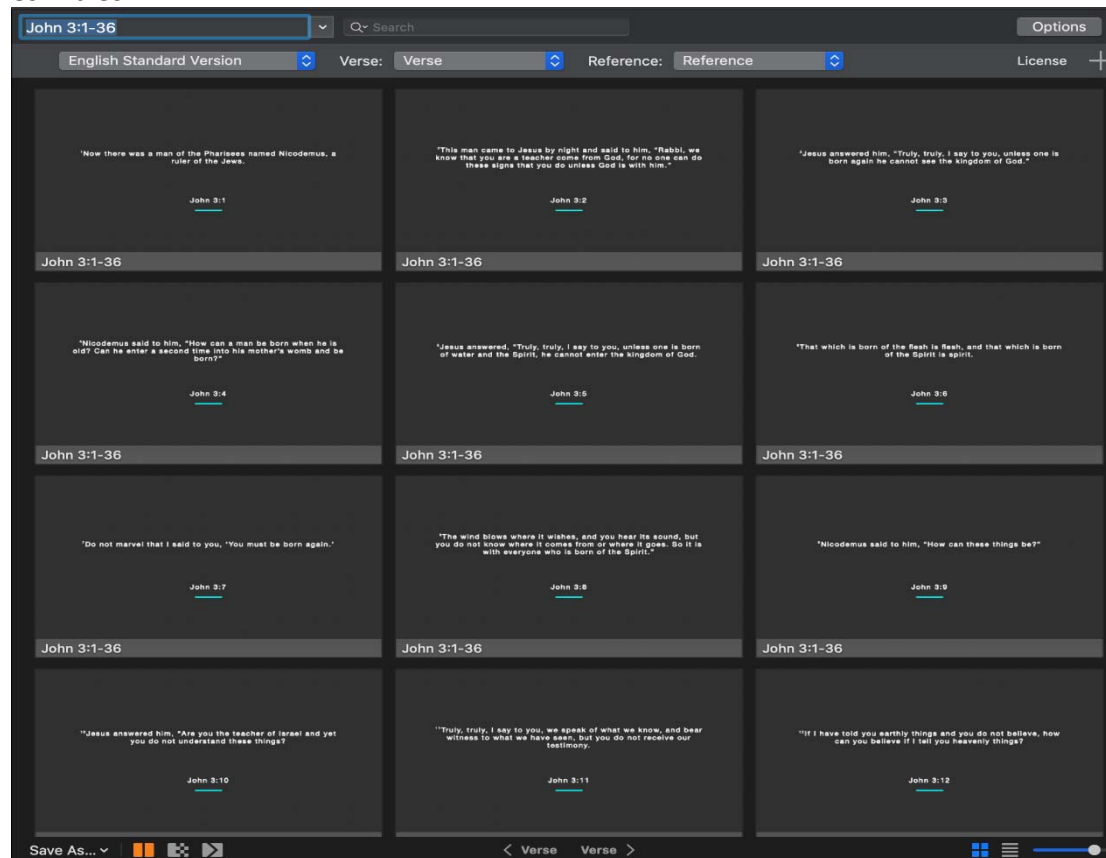 John 3:1-36
Search
Options
English Standard Version
Verse: Verse
Reference: Reference
License
¹Now there was a man of the Pharisees named Nicodemus, a
ruler of the Jews.
John 3:1
John 3:1-36
²This man came to Jesus by night and said to him, "Rabbi, we
know that you are a teacher come from God, for no one can do
these signs that you do unless God is with him."
John 3:2
John 3:1-36
³Jesus answered him, "Truly, truly, I say to you, unless one is
born again he cannot see the kingdom of God."
John 3:3
John 3:1-36
⁴Nicodemus said to him, "How can a man be born when he is
old? Can he enter a second time into his mother's womb and be
born?"
John 3:4
John 3:1-36
⁵Jesus answered, "Truly, truly, I say to you, unless one is born
of water and the Spirit, he cannot enter the kingdom of God.
John 3:5
John 3:1-36
⁶That which is born of the flesh is flesh, and that which is born
of the Spirit is spirit.
John 3:6
John 3:1-36
⁷Do not marvel that I said to you, 'You must be born again.'
John 3:7
John 3:1-36
⁸The wind blows where it wishes, and you hear its sound, but
you do not know where it comes from or where it goes. So it is
with everyone who is born of the Spirit."
John 3:8
John 3:1-36
⁹Nicodemus said to him, "How can these things be?"
John 3:9
John 3:1-36
¹⁰Jesus answered him, "Are you the teacher of Israel and yet
you do not understand these things?
John 3:10
¹¹Truly, truly, I say to you, we speak of what we know, and bear
witness to what we have seen, but you do not receive our
testimony.
John 3:11
¹²If I have told you earthly things and you do not believe, how
can you believe if I tell you heavenly things?
John 3:12
Save As...
< Verse Verse >